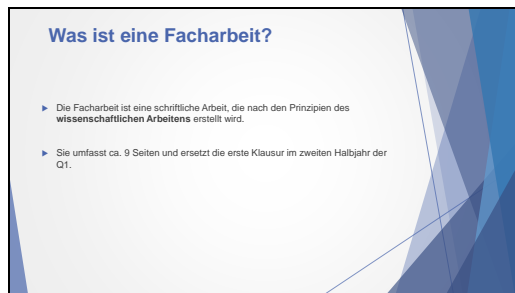 Was ist eine Facharbeit?
Die Facharbeit ist eine schriftliche Arbeit, die nach den Prinzipien des
wissenschaftlichen Arbeitens erstellt wird.
Sie umfasst ca. 9 Seiten und ersetzt die erste Klausur im zweiten Halbjahr der
Q1.